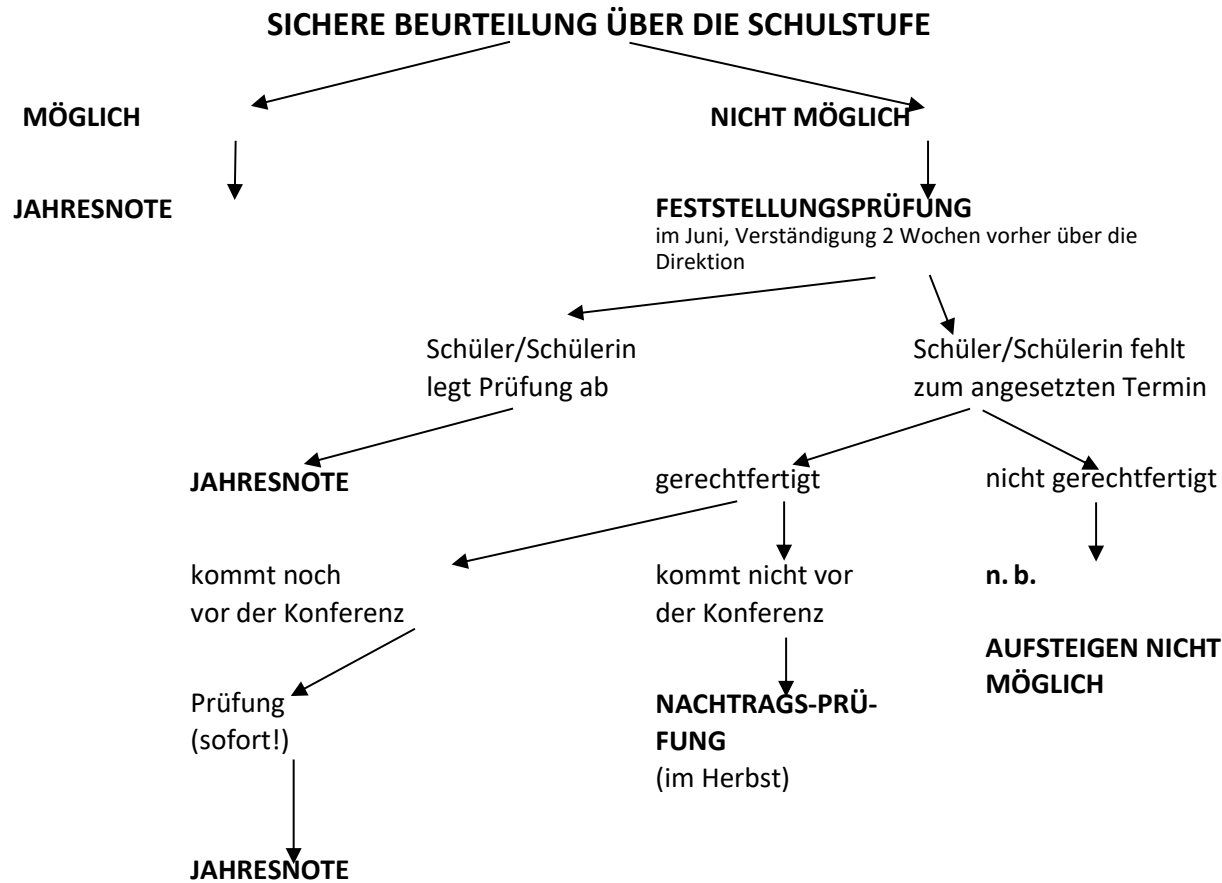 SICHERE BEURTEILUNG ÜBER DIE SCHULSTUFE
MÖGLICH
NICHT MÖGLICH
JAHRESNOTE
FESTSTELLUNGSPRÜFUNG
im Juni, Verständigung 2 Wochen vorher über die
Direktion
Schüler/Schülerin
legt Prüfung ab
Schüler/Schülerin fehlt
zum angesetzten Termin
JAHRESNOTE
gerechtfertigt
nicht gerechtfertigt
kommt noch
vor der Konferenz
kommt nicht vor
der Konferenz
n. b.
AUFSTEIGEN NICHT
MÖGLICH
Prüfung
(sofort!)
NACHTRAGS-PRÜ-
FUNG
(im Herbst)
JAHRESNOTE